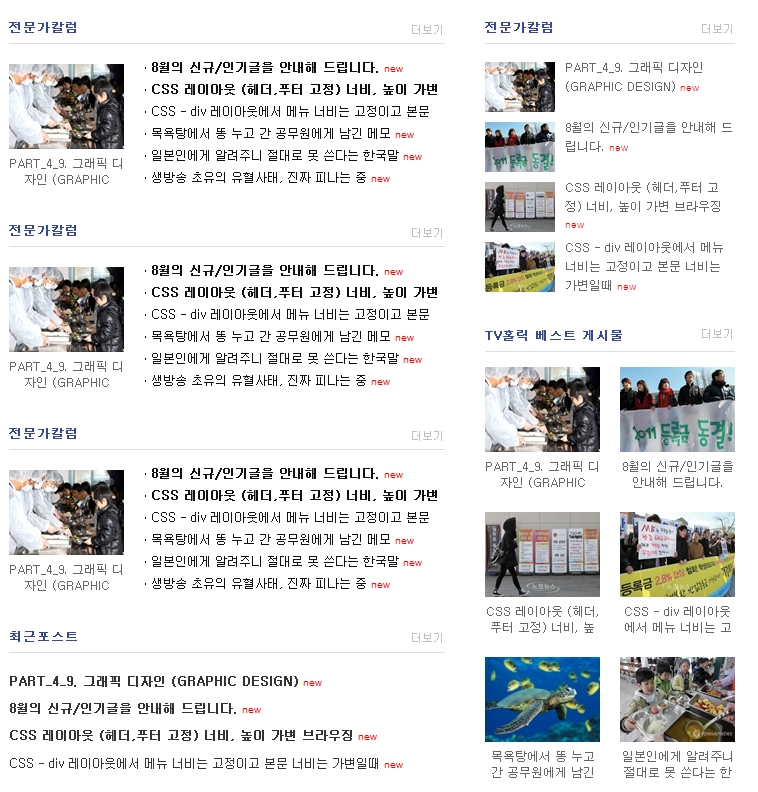 전문가칼럼 더보기
· 8월의 신규/인기글을 안내해 드립니다. new
· CSS 레이아웃 (헤더,푸터 고정) 너비, 높이 가변
· CSS - div 레이아웃에서 메뉴 너비는 고정이고 본문
· 목욕탕에서 똥 누고 간 공무원에게 남긴 메모 new
· 일본인에게 알려주니 절대로 못 쓴다는 한국말 new
· 생방송 초유의 유혈사태, 진짜 피나는 중 new
PART_4_9. 그래픽 디
자인 (GRAPHIC
전문가칼럼 더보기
· 8월의 신규/인기글을 안내해 드립니다. new
· CSS 레이아웃 (헤더,푸터 고정) 너비, 높이 가변
· CSS - div 레이아웃에서 메뉴 너비는 고정이고 본문
· 목욕탕에서 똥 누고 간 공무원에게 남긴 메모 new
· 일본인에게 알려주니 절대로 못 쓴다는 한국말 new
· 생방송 초유의 유혈사태, 진짜 피나는 중 new
PART_4_9. 그래픽 디
자인 (GRAPHIC
전문가칼럼 더보기
· 8월의 신규/인기글을 안내해 드립니다. new
· CSS 레이아웃 (헤더,푸터 고정) 너비, 높이 가변
· CSS - div 레이아웃에서 메뉴 너비는 고정이고 본문
· 목욕탕에서 똥 누고 간 공무원에게 남긴 메모 new
· 일본인에게 알려주니 절대로 못 쓴다는 한국말 new
· 생방송 초유의 유혈사태, 진짜 피나는 중 new
PART_4_9. 그래픽 디
자인 (GRAPHIC
최근포스트 더보기
PART_4_9. 그래픽 디자인 (GRAPHIC DESIGN) new
8월의 신규/인기글을 안내해 드립니다. new
CSS 레이아웃 (헤더,푸터 고정) 너비, 높이 가변 브라우징 new
CSS - div 레이아웃에서 메뉴 너비는 고정이고 본문 너비는 가변일때 new
전문가칼럼 더보기
PART_4_9. 그래픽 디자인
(GRAPHIC DESIGN) new
8월의 신규/인기글을 안내해 드
립니다. new
등록금 동결!
CSS 레이아웃 (헤더,푸터 고
정) 너비, 높이 가변 브라우징
new
CSS - div 레이아웃에서 메뉴
너비는 고정이고 본문 너비는
가변일때 new
등록금 2.8%
TV홀릭 베스트 게시물 더보기
등록금 동결!
PART_4_9. 그래픽 디
자인 (GRAPHIC
8월의 신규/인기글을
안내해 드립니다.
노컷뉴스
등록금 2.8% 인상
CSS 레이아웃 (헤더,
푸터 고정) 너비, 높
CSS - div 레이아웃
에서 메뉴 너비는 고
YONHAPNEWS
목욕탕에서 똥 누고
간 공무원에게 남긴
일본인에게 알려주니
절대로 못 쓴다는 한